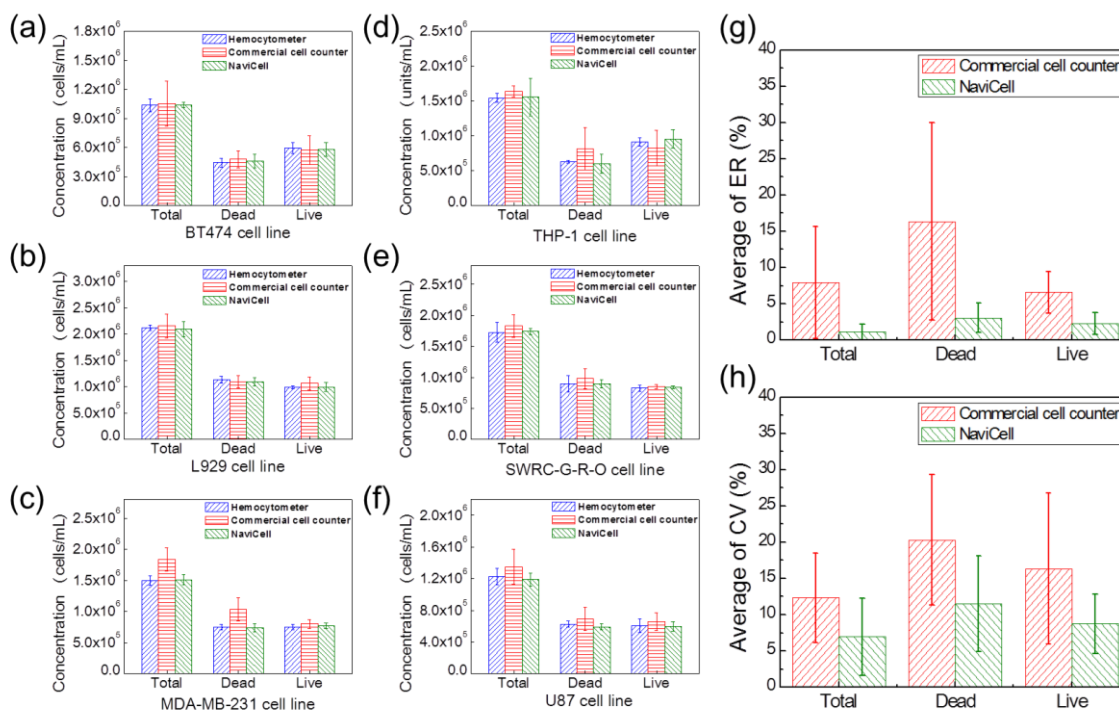 (a)
Concentration (cells/mL)
1.8x10⁶
1.5x10⁶
1.2x10⁶
9.0x10⁵
6.0x10⁵
3.0x10⁵
0.0
Hemocytometer
Commercial cell counter
NaviCell
Total Dead Live
BT474 cell line
(b)
Concentration (cells/mL)
3.0x10⁶
2.5x10⁶
2.0x10⁶
1.5x10⁶
1.0x10⁶
5.0x10⁵
0.0
Hemocytometer
Commercial cell counter
NaviCell
Total Dead Live
L929 cell line
(c)
Concentration (cells/mL)
2.5x10⁶
2.0x10⁶
1.5x10⁶
1.0x10⁶
5.0x10⁵
0.0
Hemocytometer
Commercial cell counter
NaviCell
Total Dead Live
MDA-MB-231 cell line
(d)
Concentration (units/mL)
2.5x10⁶
2.0x10⁶
1.5x10⁶
1.0x10⁶
5.0x10⁵
0.0
Hemocytometer
Commercial cell counter
NaviCell
Total Dead Live
THP-1 cell line
(e)
Concentration (cells/mL)
2.5x10⁶
2.0x10⁶
1.5x10⁶
1.0x10⁶
5.0x10⁵
0.0
Hemocytometer
Commercial cell counter
NaviCell
Total Dead Live
SWRC-G-R-O cell line
(f)
Concentration (cells/mL)
2.0x10⁶
1.6x10⁶
1.2x10⁶
8.0x10⁵
4.0x10⁵
0.0
Hemocytometer
Commercial cell counter
NaviCell
Total Dead Live
U87 cell line
(g)
Average of ER (%)
40
35
30
25
20
15
10
5
0
Commercial cell counter
NaviCell
Total Dead Live
(h)
Average of CV (%)
40
35
30
25
20
15
10
5
0
Commercial cell counter
NaviCell
Total Dead Live